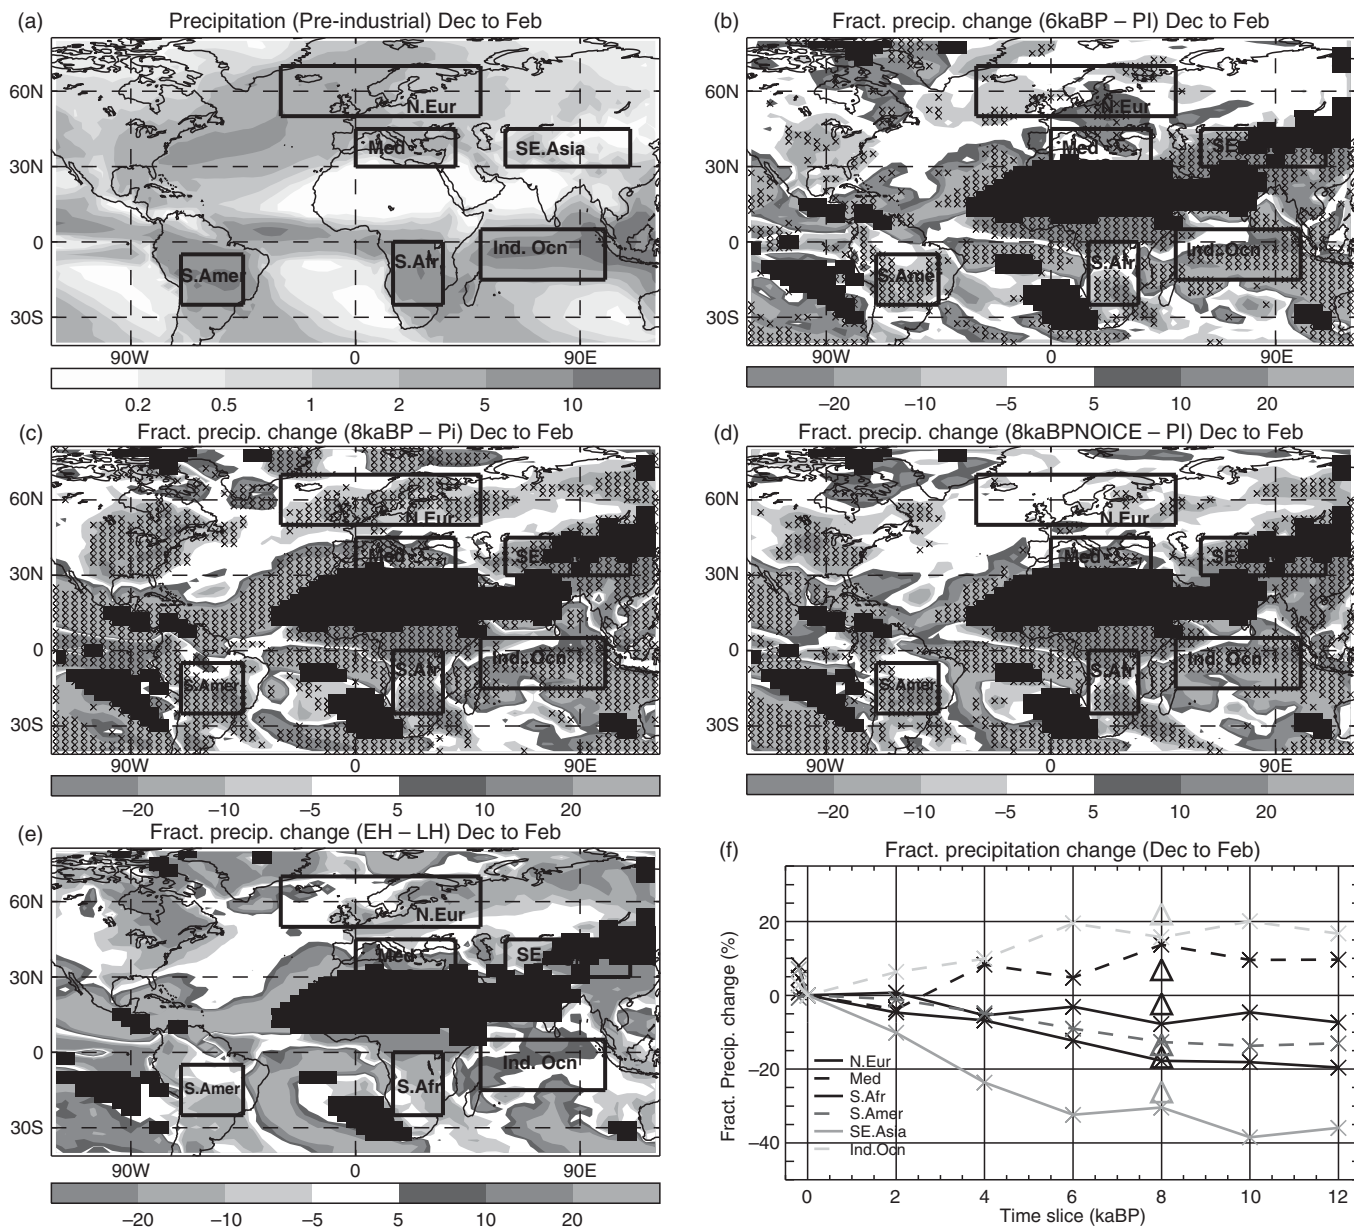 (a) Precipitation (Pre-industrial) Dec to Feb
60N
30N
0
30S
90W 0 90E
N.Eur
Med
SE.Asia
Ind. Ocn
S.Afr
S.Amer
0.2 0.5 1 2 5 10
(b) Fract. precip. change (6kaBP – PI) Dec to Feb
60N
30N
0
30S
90W 0 90E
N.Eur
Med
SE
Ind. Ocn
S.Afr
S.Amer
–20 –10 –5 5 10 20
(c) Fract. precip. change (8kaBP – Pi) Dec to Feb
60N
30N
0
30S
90W 0 90E
N.Eur
Med
SE
Ind. Ocn
S.Afr
S.Amer
–20 –10 –5 5 10 20
(d) Fract. precip. change (8kaBPNOICE – PI) Dec to Feb
60N
30N
0
30S
90W 0 90E
N.Eur
Med
SE
Ind. Ocn
S.Afr
S.Amer
–20 –10 –5 5 10 20
(e) Fract. precip. change (EH – LH) Dec to Feb
60N
30N
0
30S
90W 0 90E
N.Eur
Med
SE
Ind. Ocn
S.Afr
S.Amer
–20 –10 –5 5 10 20
(f) Fract. precipitation change (Dec to Feb)
Fract. Precip. change (%)
20
0
–20
–40
N.Eur
Med
S.Afr
S.Amer
SE.Asia
Ind.Ocn
0 2 4 6 8 10 12
Time slice (kaBP)